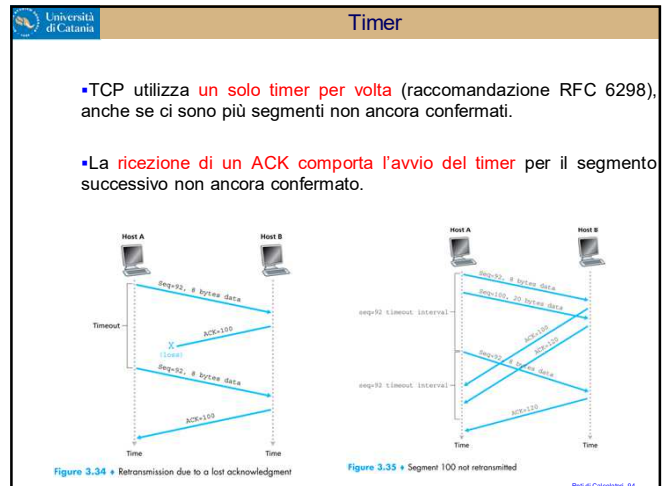 Università
di Catania
Timer
▪TCP utilizza un solo timer per volta (raccomandazione RFC 6298),
anche se ci sono più segmenti non ancora confermati.
▪La ricezione di un ACK comporta l'avvio del timer per il segmento
successivo non ancora confermato.
Host A
Host B
Seq=92, 8 bytes data
Timeout
ACK=100
X
(loss)
Seq=92, 8 bytes data
ACK=100
Time
Time
Figure 3.34 ♦ Retransmission due to a lost acknowledgment
Host A
Host B
Seq=92, 8 bytes data
Seq=100, 20 bytes data
seq=92 timeout interval
ACK=100
ACK=120
Seq=92, 8 bytes data
seq=92 timeout interval
ACK=120
Time
Time
Figure 3.35 ♦ Segment 100 not retransmitted
Reti di Calcolatori 94